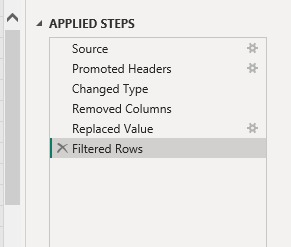 APPLIED STEPS
Source
Promoted Headers
Changed Type
Removed Columns
Replaced Value
Filtered Rows